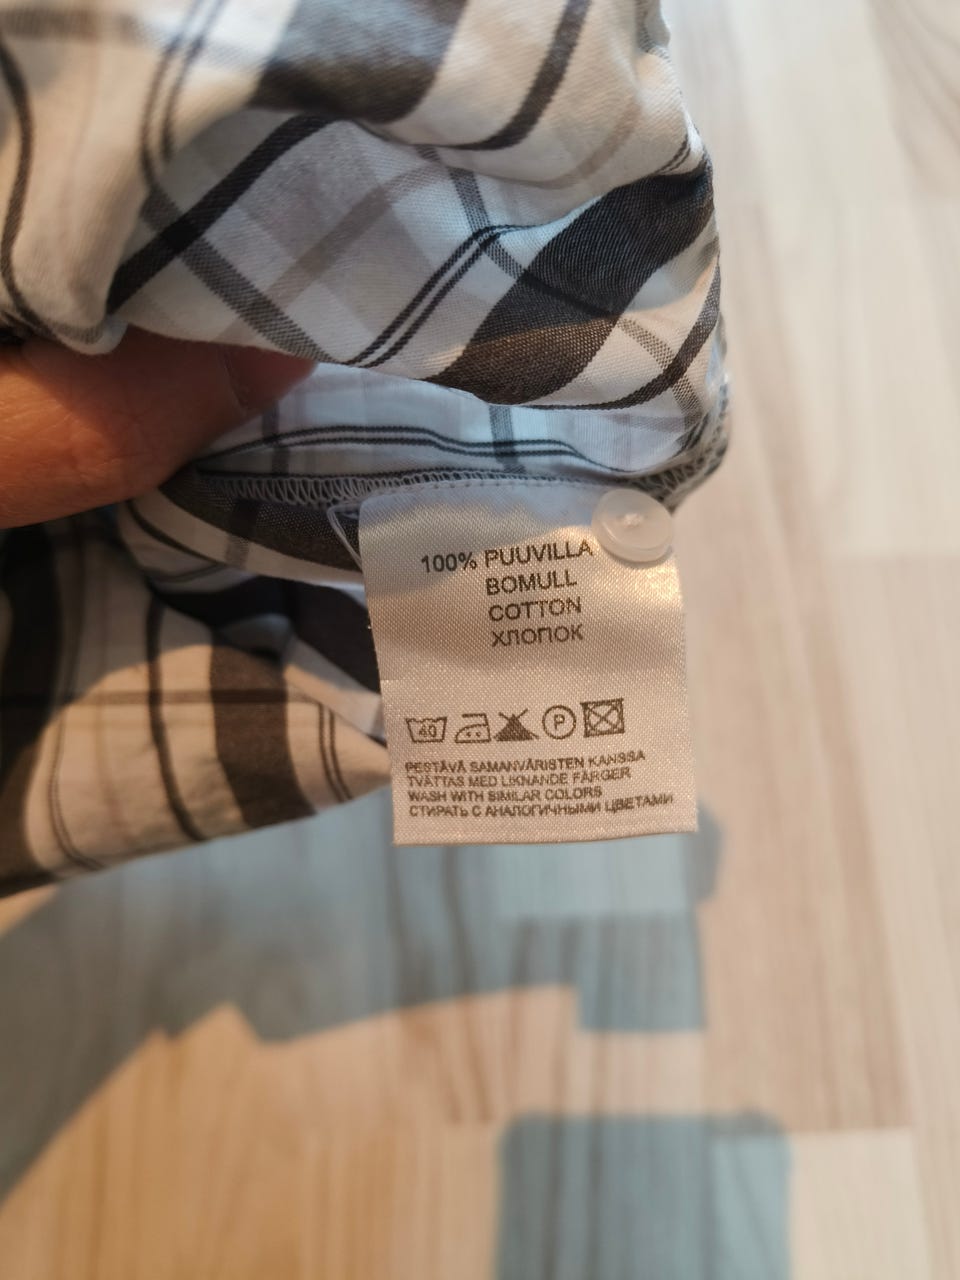 100% PUUVILLA
BOMULL
COTTON
ХЛОПОК
40 P
PESTÄVÄ SAMANVÄRISTEN KANSSA
TVÄTTAS MED LIKNANDE FÄRGER
WASH WITH SIMILAR COLORS
СТИРАТЬ С АНАЛОГИЧНЫМИ ЦВЕТАМИ